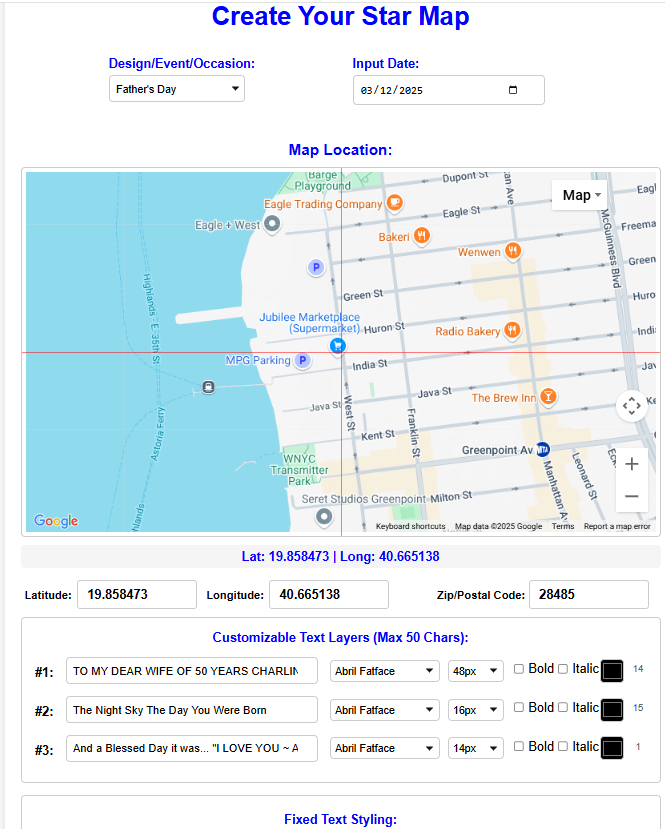 Create Your Star Map
Design/Event/Occasion:
Input Date:
Father's Day
03/12/2025
Map Location:
Barge
Playground
Dupont St
Eagle Trading Company
Map
Eagle St
Eagle + West
McGuinness Blvd
Bakeri
Wenwen
Green St
Highlands - E 35th St
Jubilee Marketplace
(Supermarket)
Huron St
Radio Bakery
MPG Parking
India St
Java St
The Brew Inn
Java St
West St
Franklin St
Astoria Ferry
Kent St
Greenpoint Av
MTA
WNYC
Transmitter
Park
Manhattan Av
Leonard St
Seret Studios Greenpoint
Milton St
Google
Keyboard shortcuts
Map data ©2025 Google
Terms
Report a map error
Lat: 19.858473 | Long: 40.665138
Latitude: 19.858473 Longitude: 40.665138 Zip/Postal Code: 28485
Customizable Text Layers (Max 50 Chars):
#1: TO MY DEAR WIFE OF 50 YEARS CHARLIN Abril Fatface 48px Bold Italic 14
#2: The Night Sky The Day You Were Born Abril Fatface 16px Bold Italic 15
#3: And a Blessed Day it was... "I LOVE YOU ~ A Abril Fatface 14px Bold Italic 1
Fixed Text Styling: